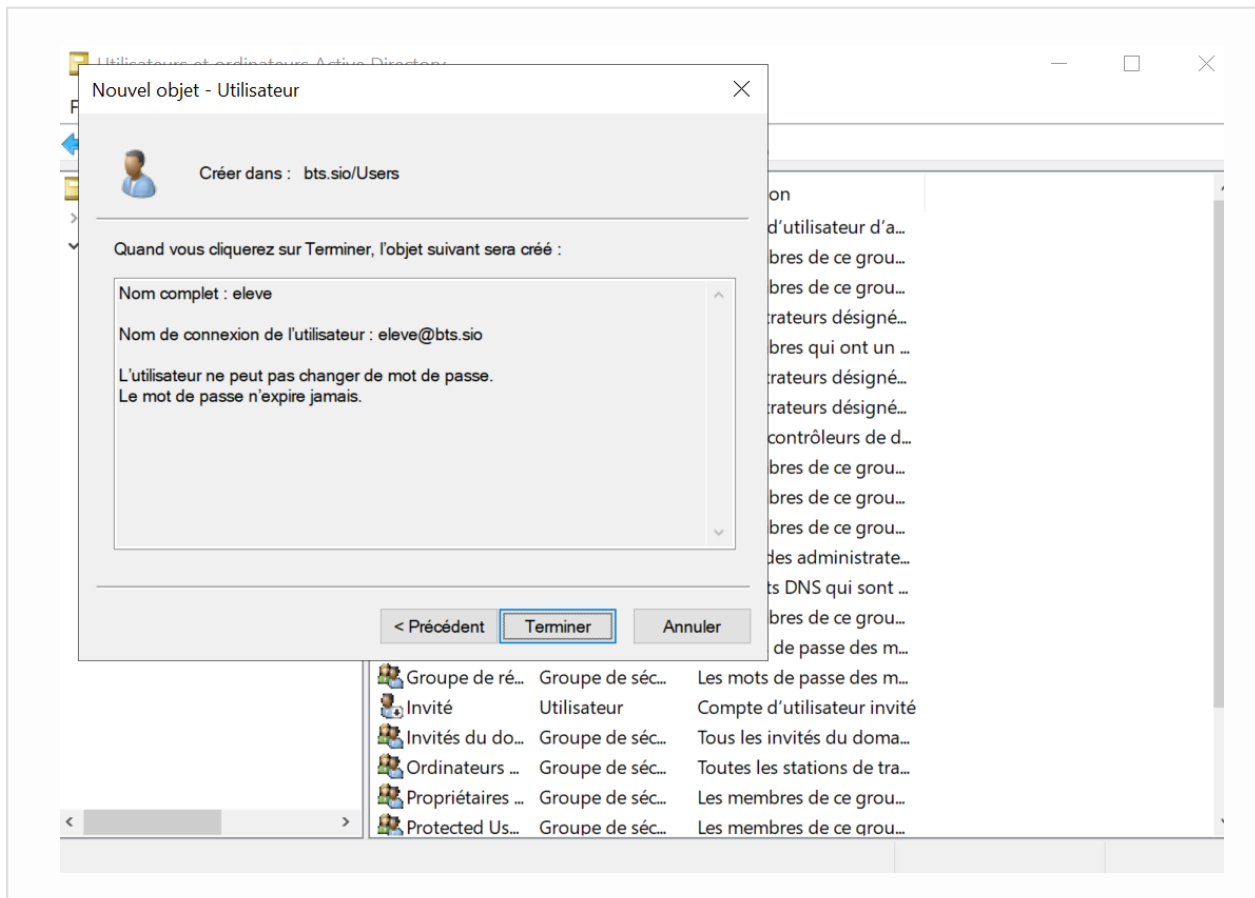 Utilisateurs et ordinateurs Active Directory
Nouvel objet - Utilisateur
F
Créer dans : bts.sio/Users
Quand vous cliquerez sur Terminer, l'objet suivant sera créé :
Nom complet : eleve
Nom de connexion de l'utilisateur : eleve@bts.sio
L'utilisateur ne peut pas changer de mot de passe.
Le mot de passe n'expire jamais.
< Précédent Terminer Annuler
on
d'utilisateur d'a...
bres de ce grou...
bres de ce grou...
trateurs désigné...
bres qui ont un ...
trateurs désigné...
trateurs désigné...
contrôleurs de d...
bres de ce grou...
bres de ce grou...
bres de ce grou...
des administrate...
ts DNS qui sont ...
bres de ce grou...
de passe des m...
Groupe de ré... Groupe de séc... Les mots de passe des m...
Invité Utilisateur Compte d'utilisateur invité
Invités du do... Groupe de séc... Tous les invités du doma...
Ordinateurs ... Groupe de séc... Toutes les stations de tra...
Propriétaires ... Groupe de séc... Les membres de ce grou...
Protected Us... Groupe de séc... Les membres de ce grou...